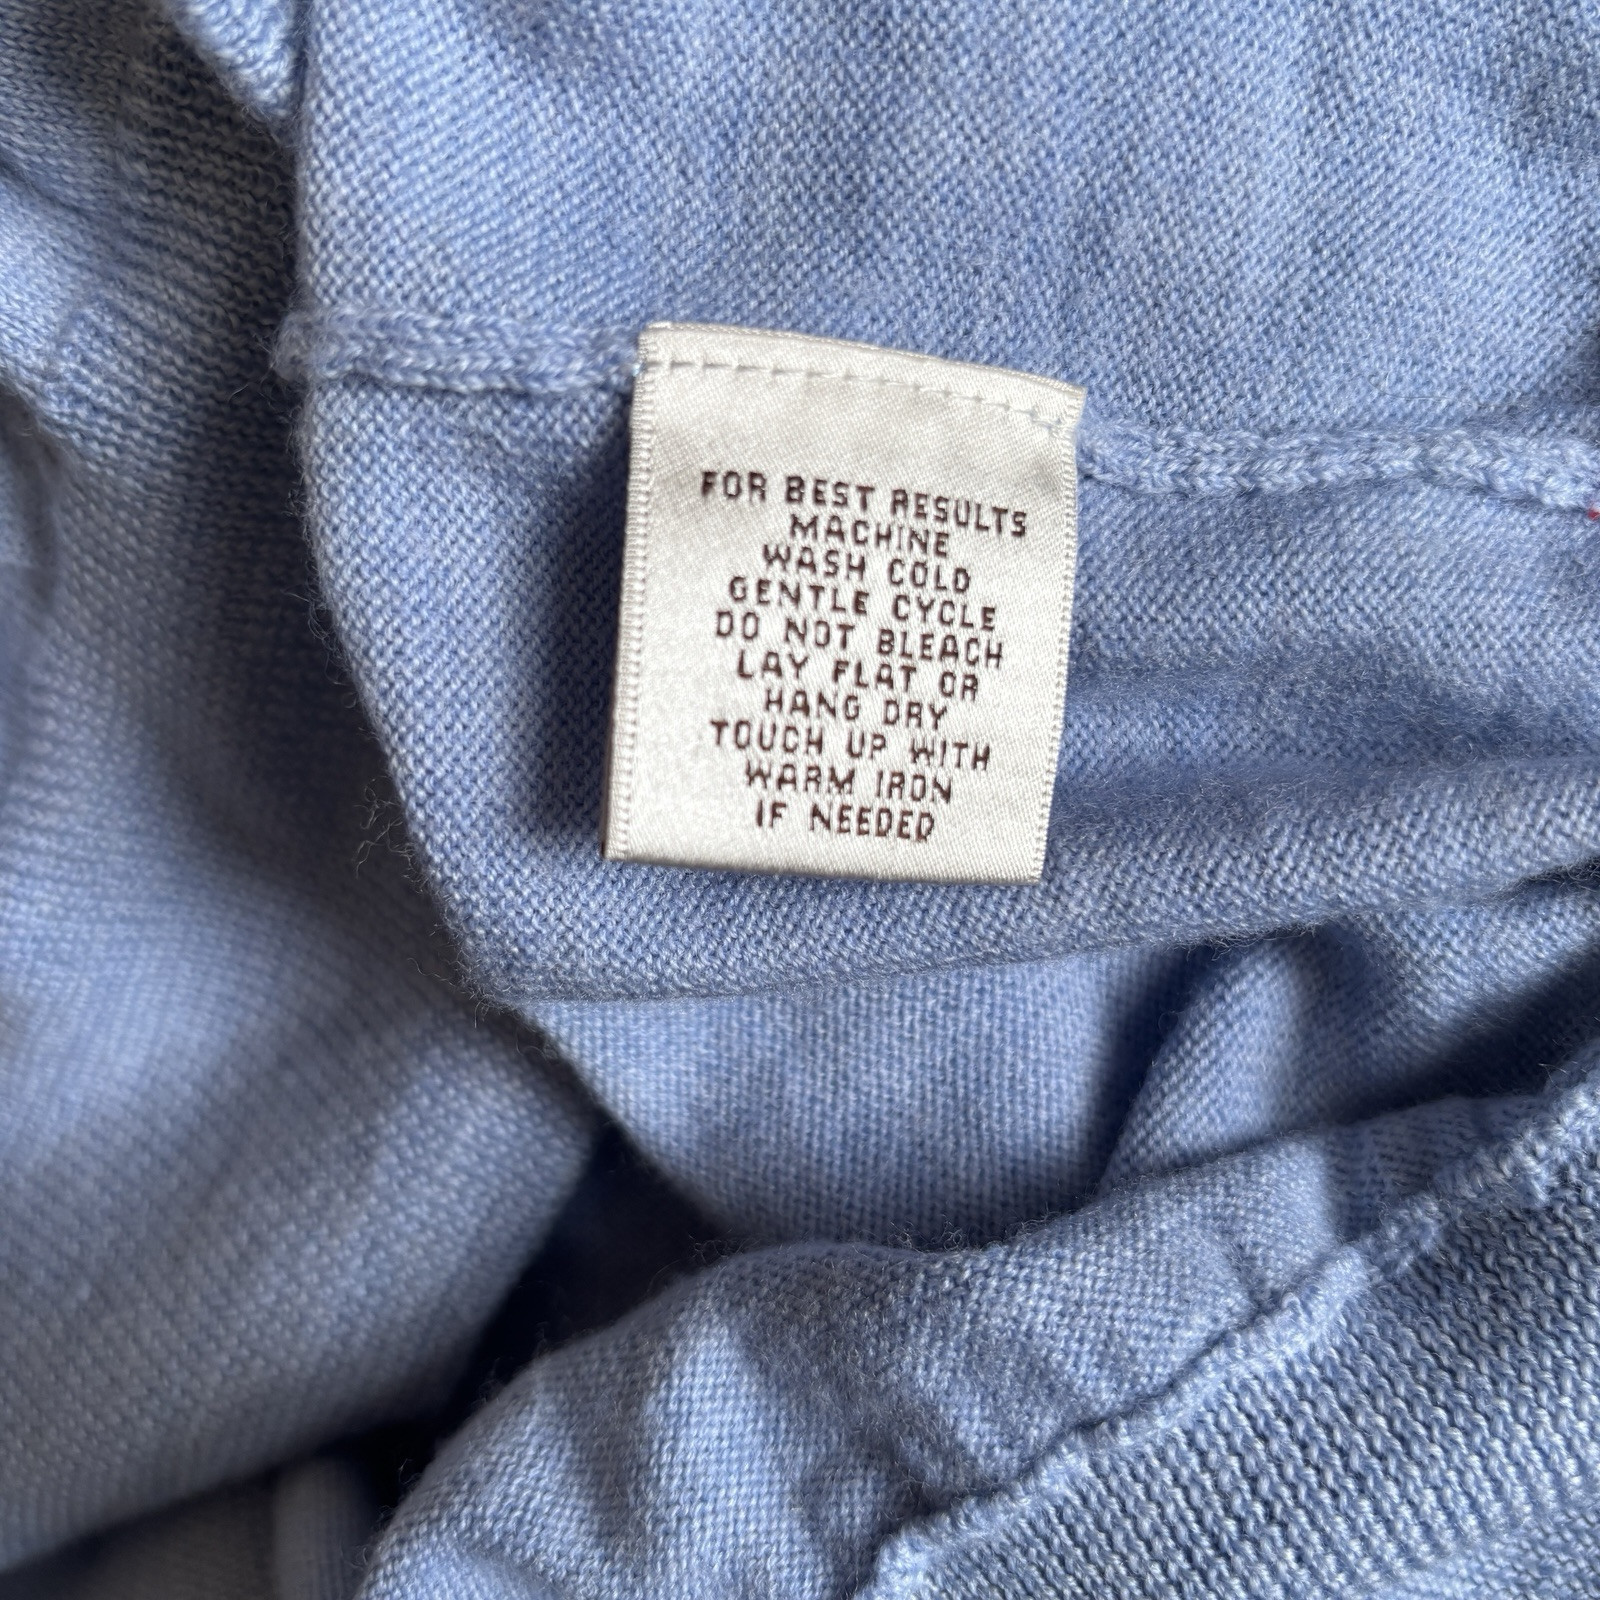 FOR BEST RESULTS
MACHINE
WASH COLD
GENTLE CYCLE
DO NOT BLEACH
LAY FLAT OR
HANG DRY
TOUCH UP WITH
WARM IRON
IF NEEDED